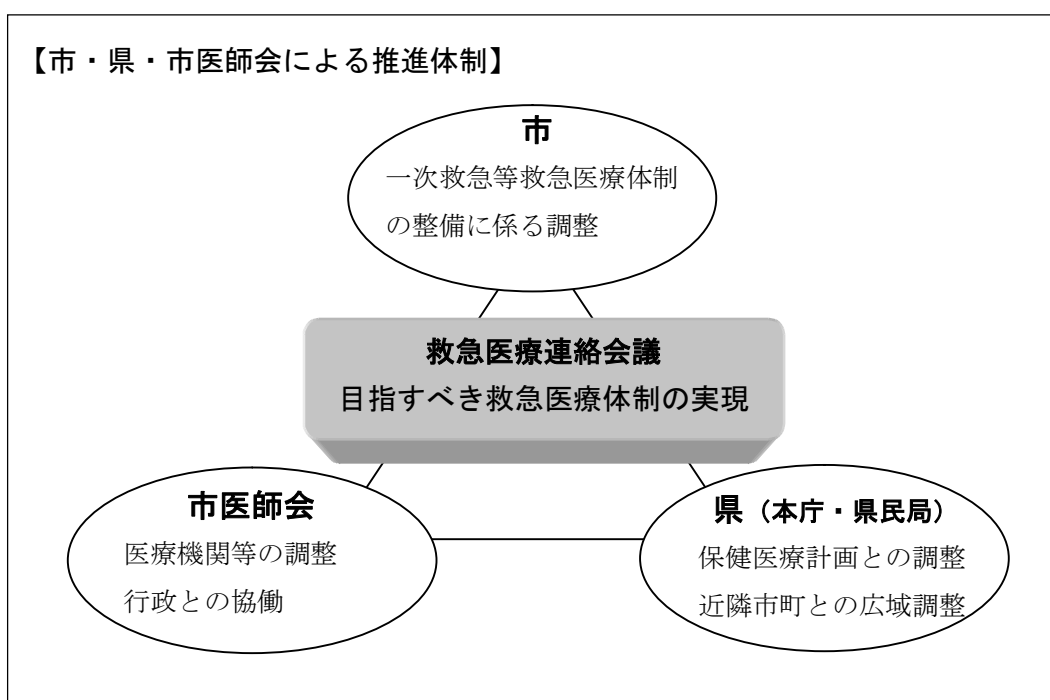 【市・県・市医師会による推進体制】
市
一次救急等救急医療体制
の整備に係る調整
救急医療連絡会議
目指すべき救急医療体制の実現
市医師会
医療機関等の調整
行政との協働
県（本庁・県民局）
保健医療計画との調整
近隣市町との広域調整